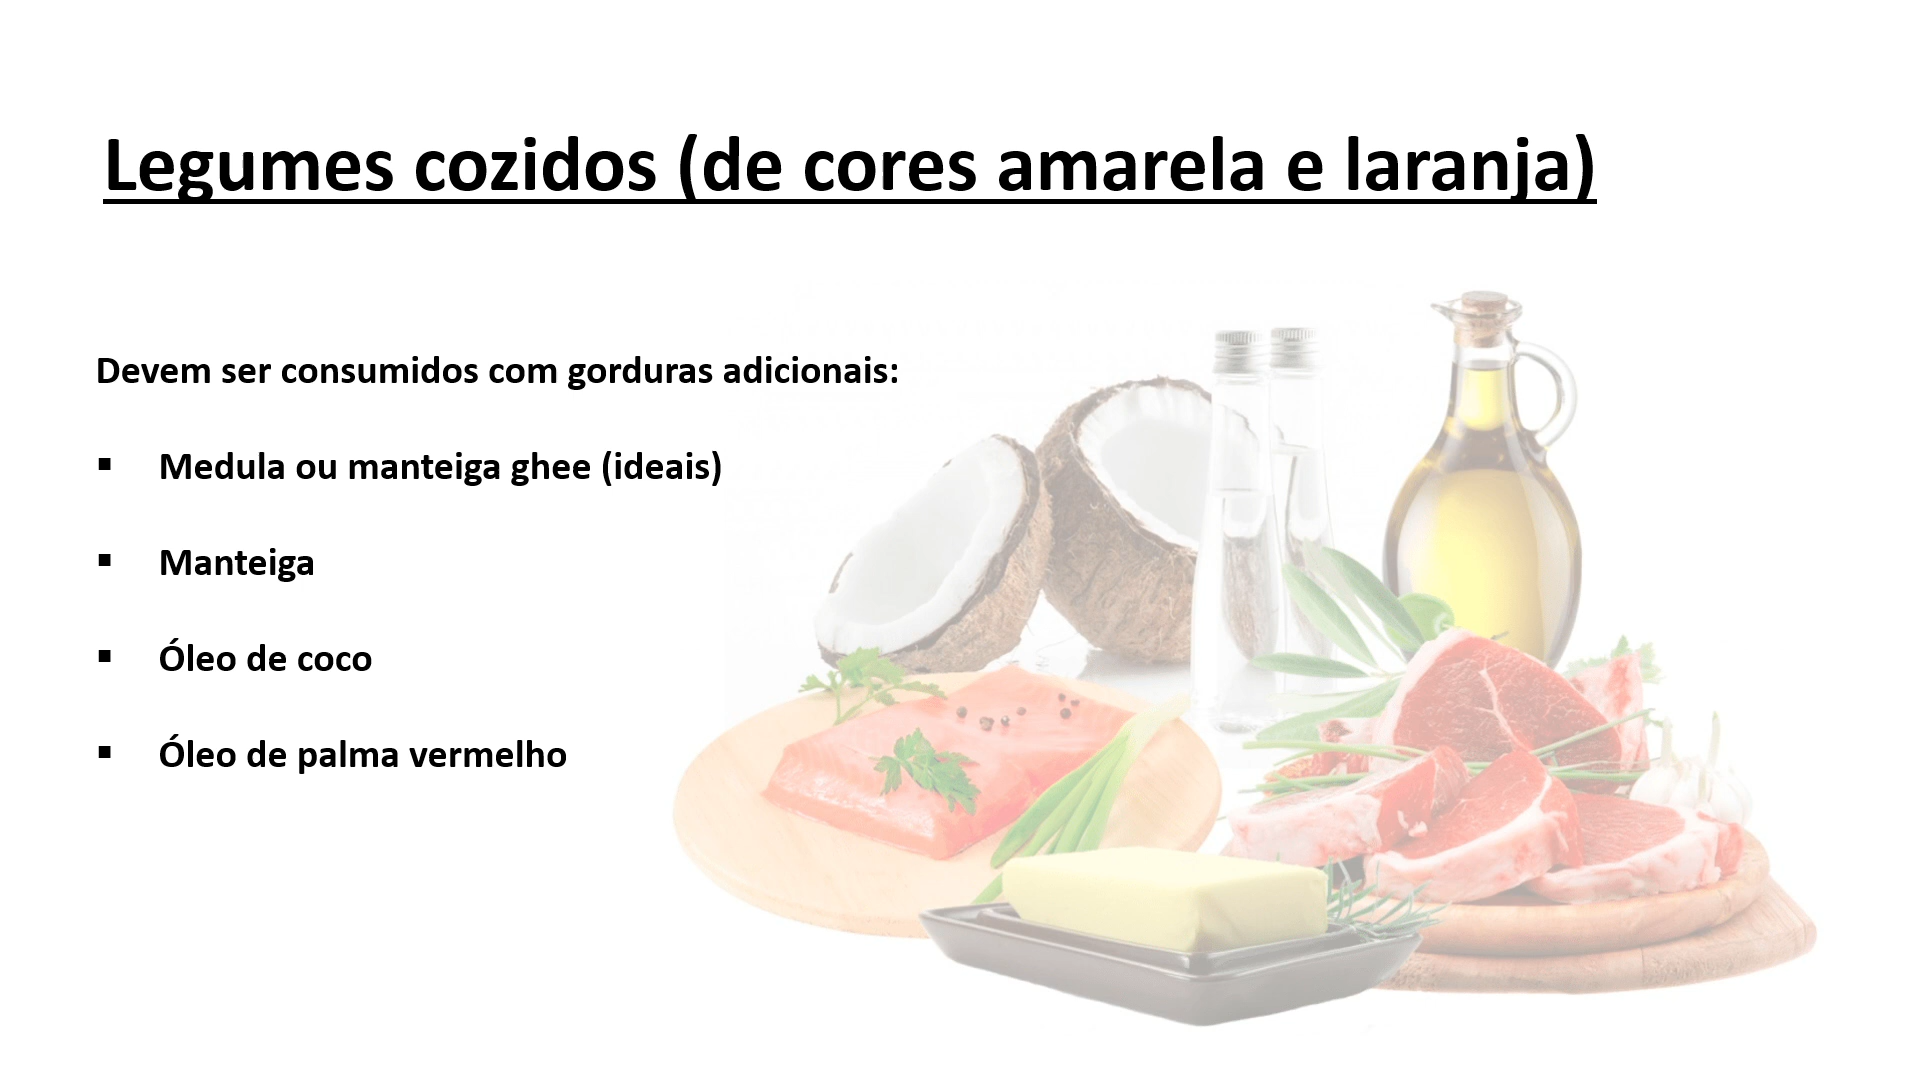 Legumes cozidos (de cores amarela e laranja)
Devem ser consumidos com gorduras adicionais:
▪ Medula ou manteiga ghee (ideais)
▪ Manteiga
▪ Óleo de coco
▪ Óleo de palma vermelho